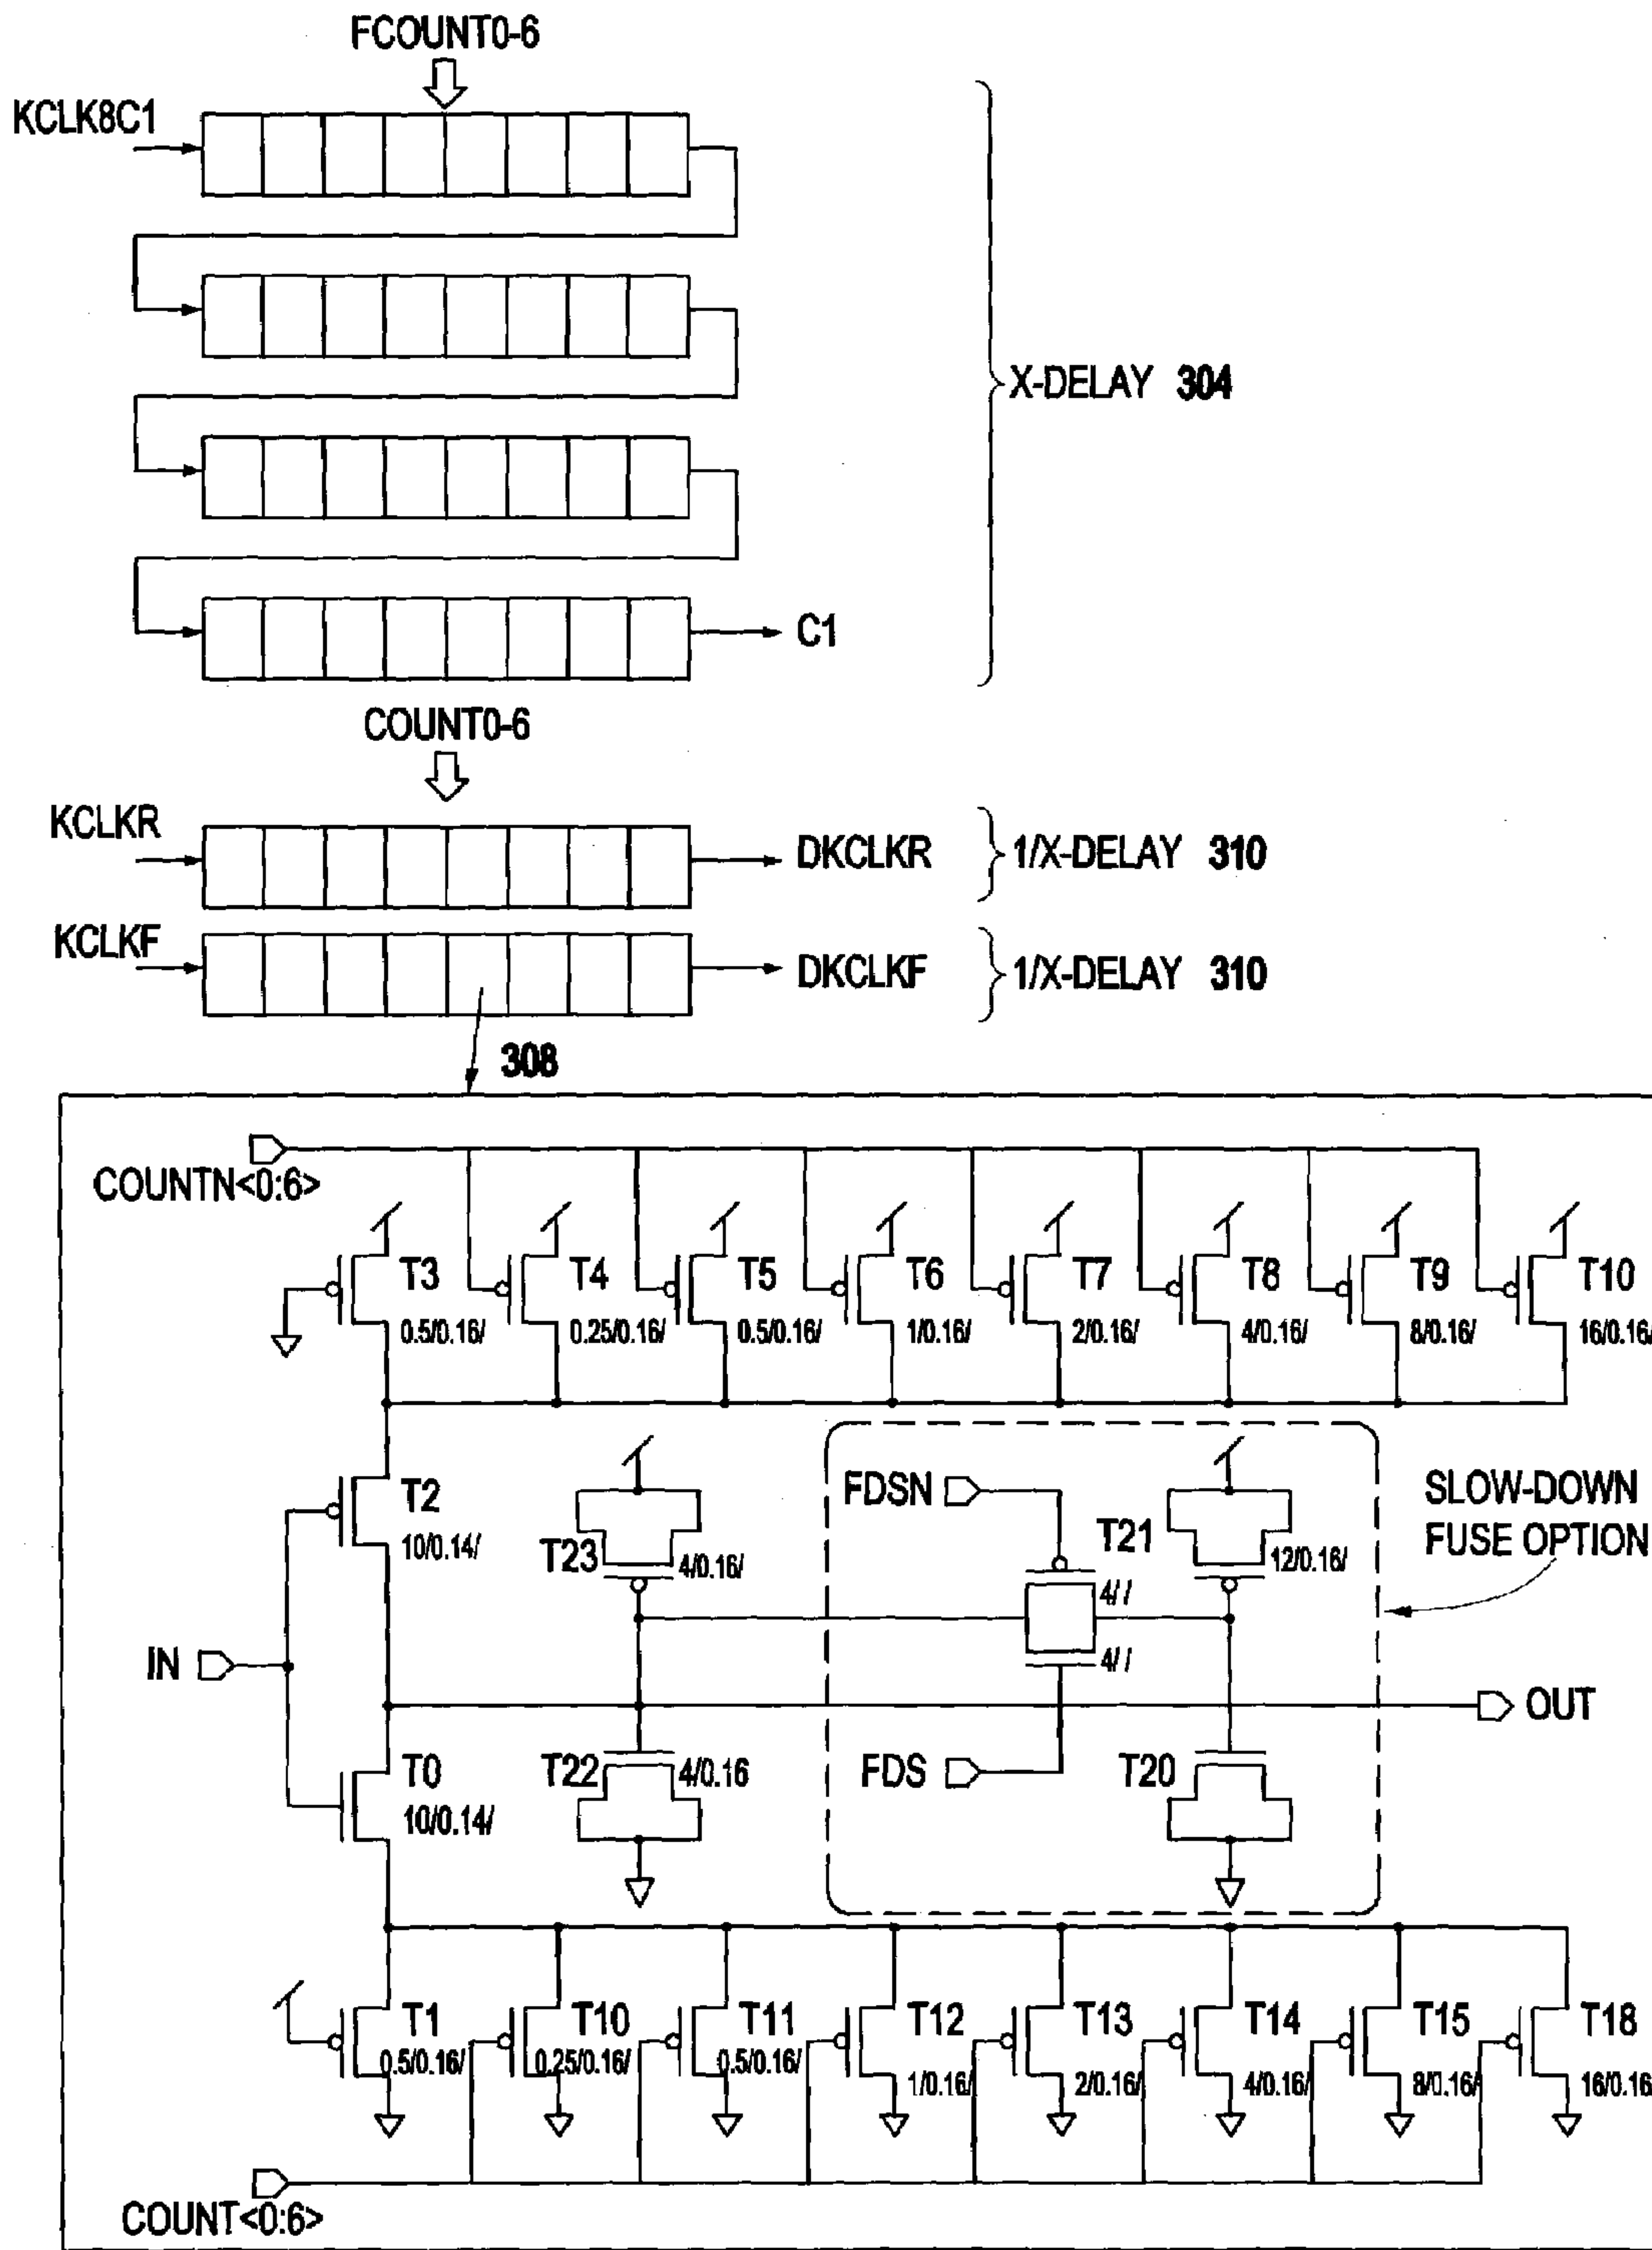 FCOUNT0-6
KCLK8C1
X-DELAY 304
C1
COUNT0-6
KCLKR
DKCLKR
1/X-DELAY 310
KCLKF
DKCLKF
1/X-DELAY 310
308
COUNTN<0:6>
T3
0.5/0.16/
T4
0.25/0.16/
T5
0.5/0.16/
T6
1/0.16/
T7
2/0.16/
T8
4/0.16/
T9
8/0.16/
T10
16/0.16/
T2
10/0.14/
T23
4/0.16/
FDSN
T21
4/ /
4/ /
12/0.16/
SLOW-DOWN
FUSE OPTION
IN
OUT
T0
10/0.14/
T22
4/0.16
FDS
T20
T1
0.5/0.16/
T10
0.25/0.16/
T11
0.5/0.16/
T12
1/0.16/
T13
2/0.16/
T14
4/0.16/
T15
8/0.16/
T18
16/0.16/
COUNT<0:6>